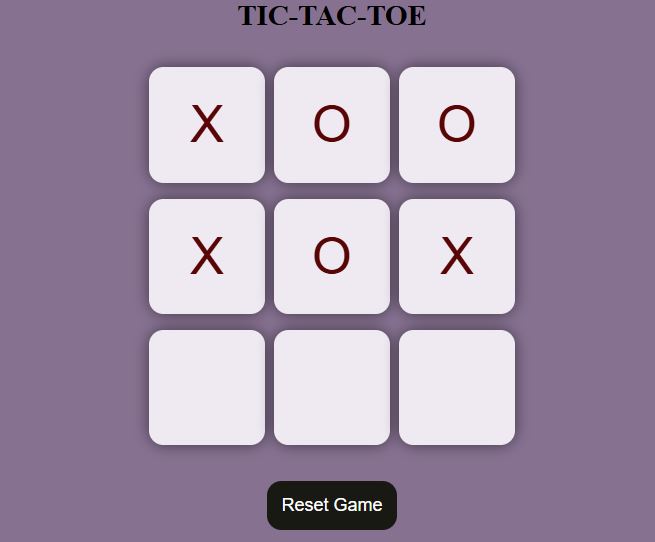 TIC-TAC-TOE
X O O
X O X
Reset Game